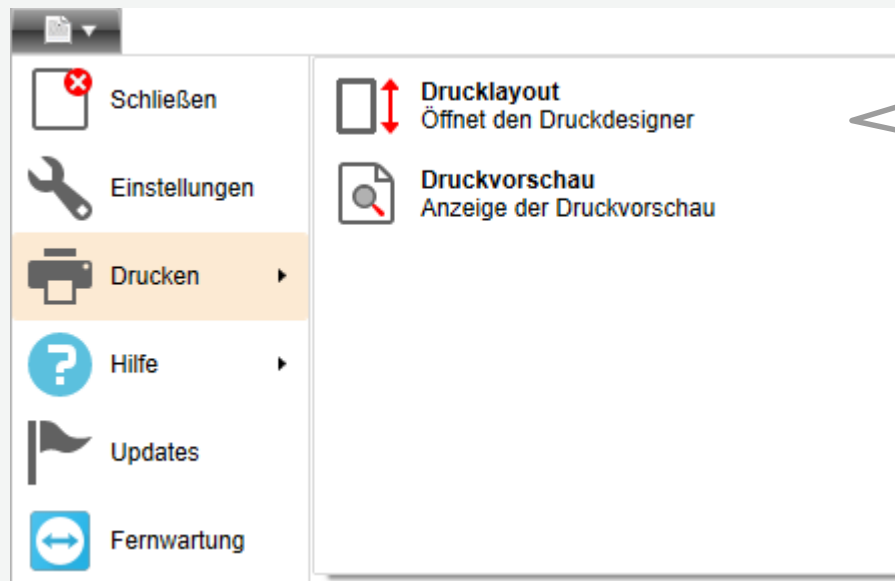 Schließen
Einstellungen
Drucken
Hilfe
Updates
Fernwartung
Drucklayout
Öffnet den Druckdesigner
Druckvorschau
Anzeige der Druckvorschau